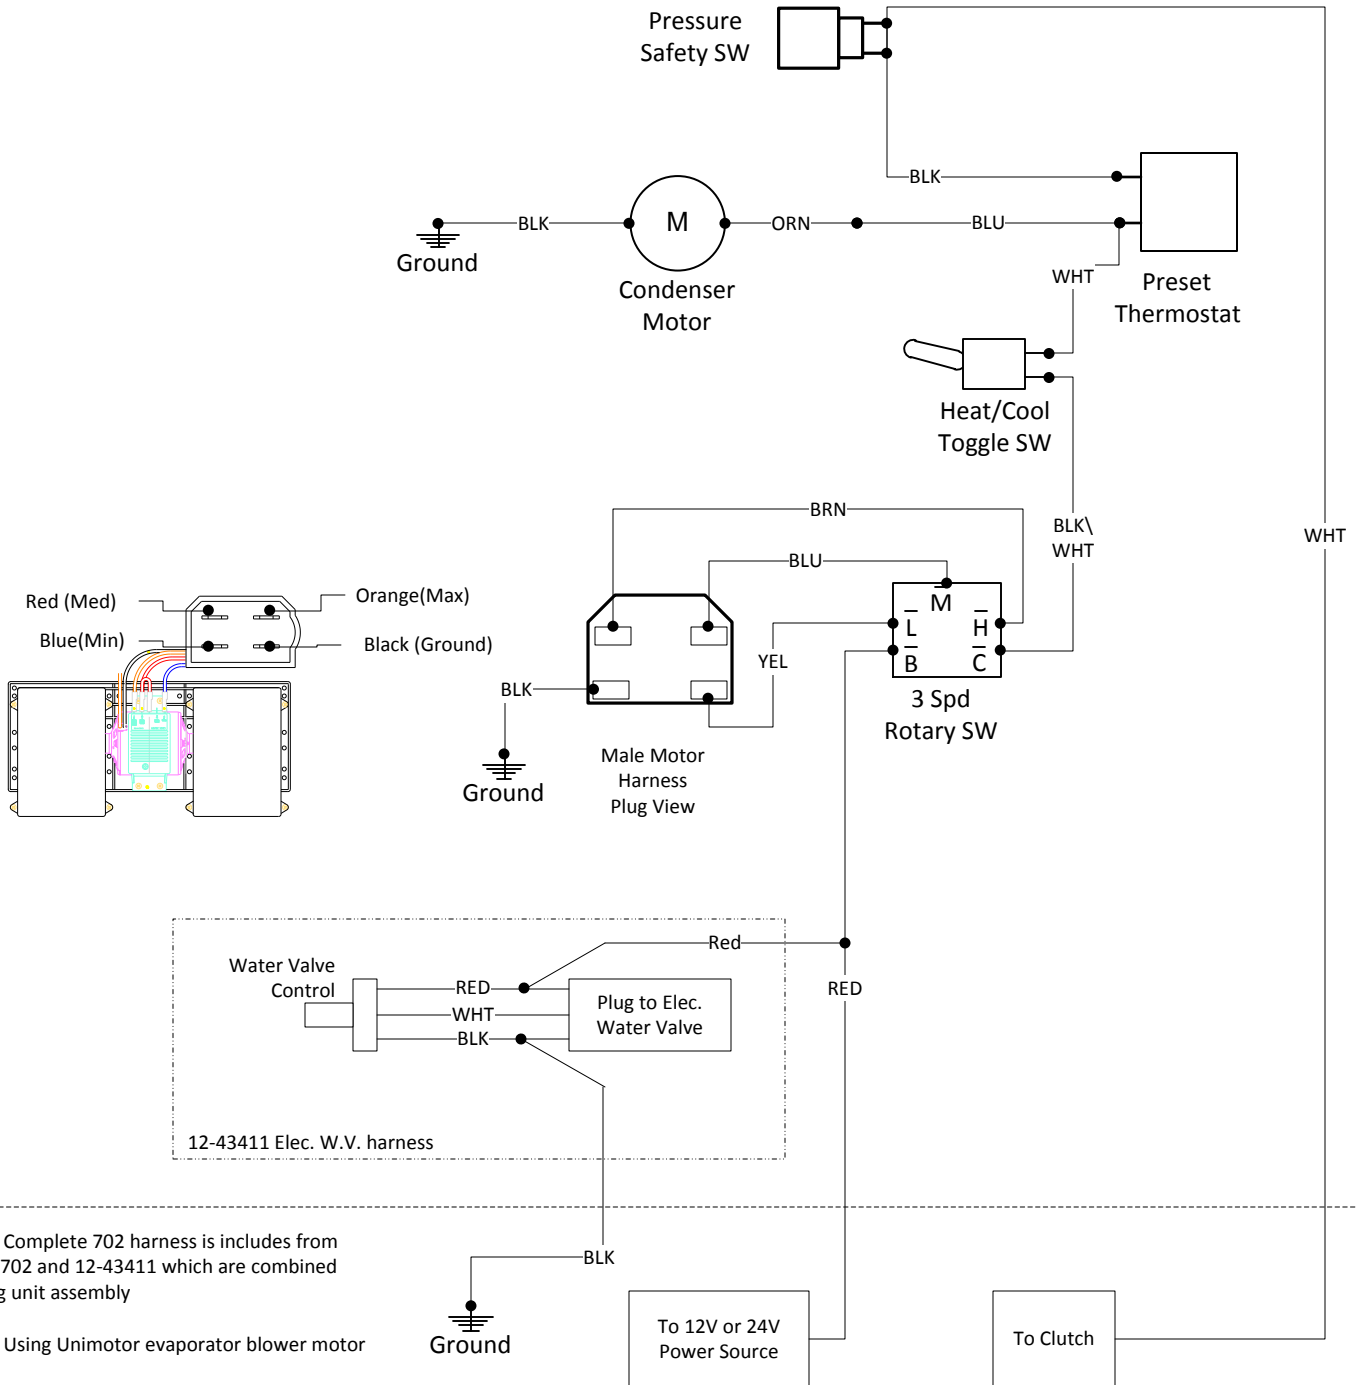 Pressure
Safety SW
BLK
BLK
M
ORN
BLU
Ground
Condenser
Motor
WHT
Preset
Thermostat
Heat/Cool
Toggle SW
BRN
BLK\
WHT
WHT
BLU
Red (Med)
Orange(Max)
Blue(Min)
Black (Ground)
M
L
H
B
C
YEL
BLK
3 Spd
Rotary SW
Male Motor
Harness
Plug View
Ground
Red
Water Valve
Control
RED
WHT
BLK
Plug to Elec.
Water Valve
RED
12-43411 Elec. W.V. harness
Complete 702 harness is includes from
702 and 12-43411 which are combined
g unit assembly
BLK
Using Unimotor evaporator blower motor
Ground
To 12V or 24V
Power Source
To Clutch